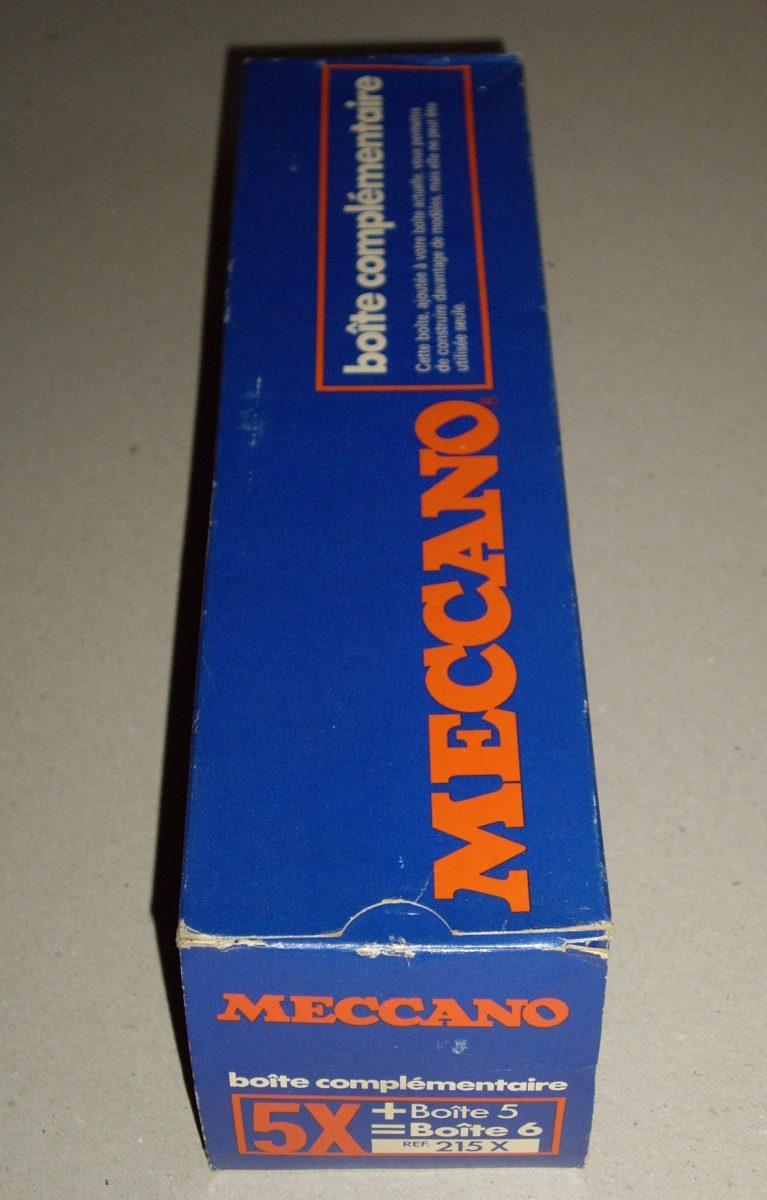 boîte complémentaire
Cette boîte, ajoutée à votre boîte actuelle, vous permettra
de construire davantage de modèles, mais elle ne peut être
utilisée seule.
MECCANO®
MECCANO
boîte complémentaire
5X
+Boîte 5
=Boîte 6
REF. 215 X